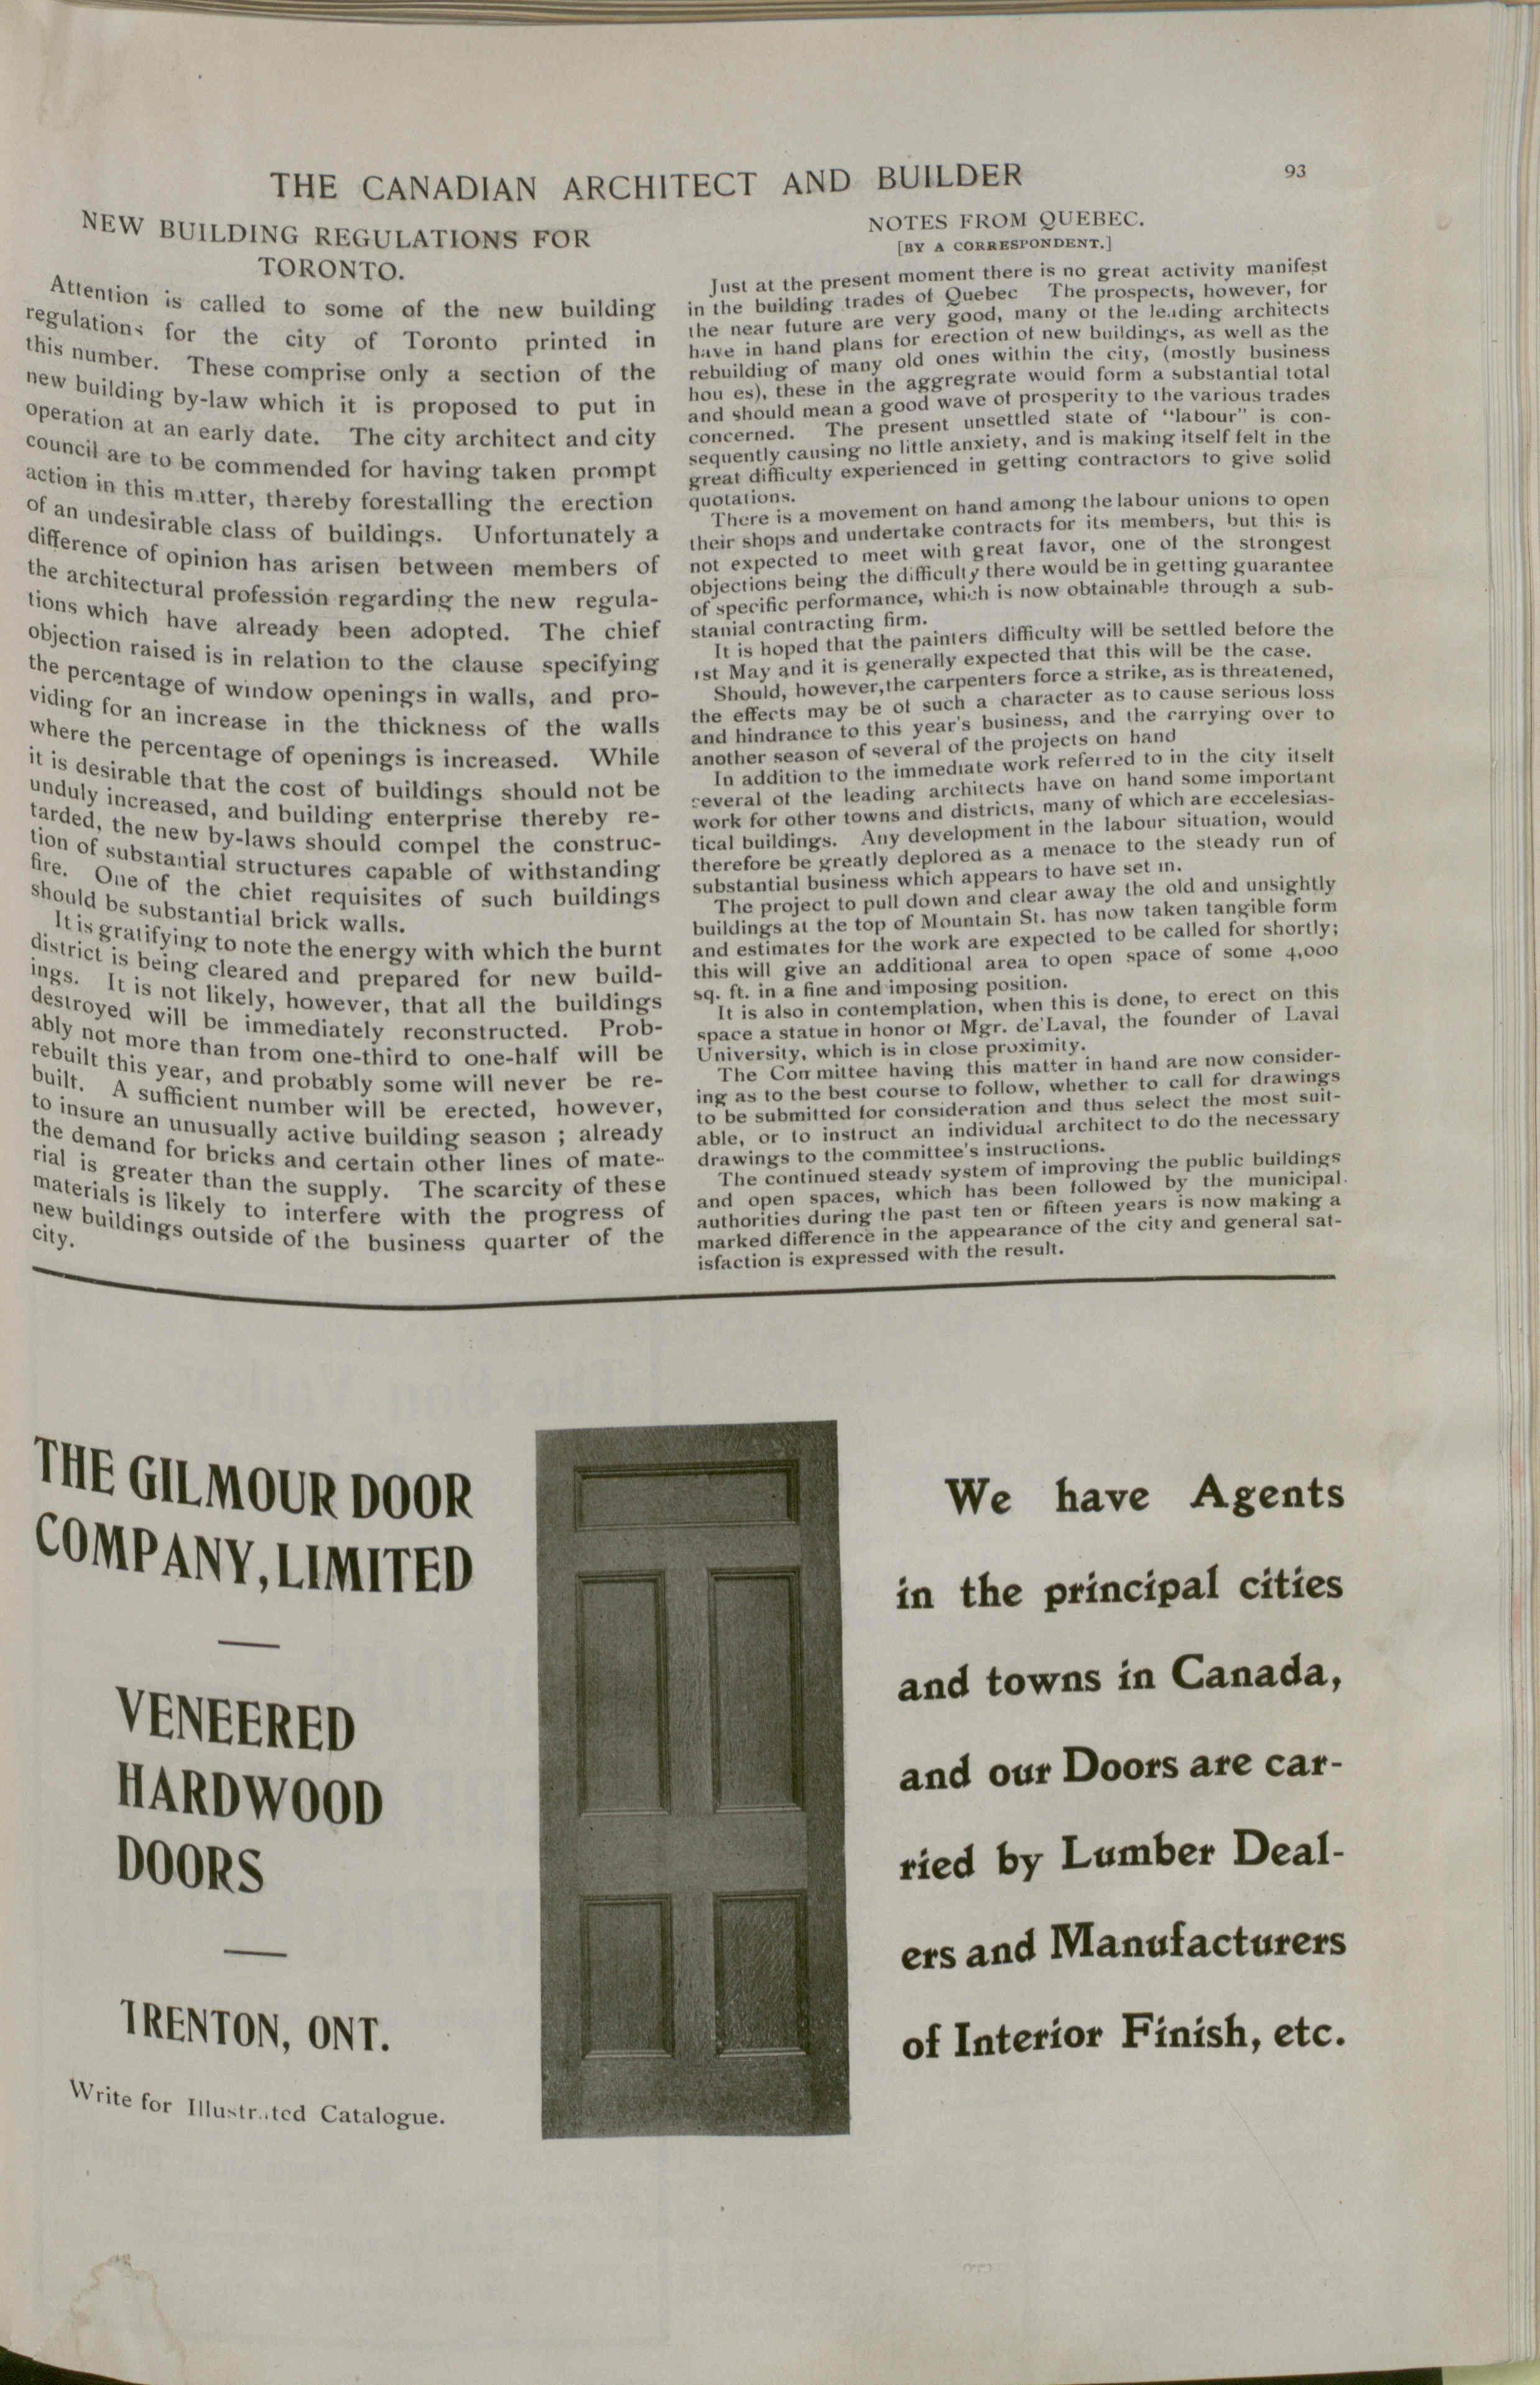 THE CANADIAN ARCHITECT AND BUILDER
93
NEW BUILDING REGULATIONS FOR
TORONTO.
Attention is called to some of the new building
regulations for the city of Toronto printed in
this number. These comprise only a section of the
new building by-law which it is proposed to put in
operation at an early date. The city architect and city
council are to be commended for having taken prompt
action in this matter, thereby forestalling the erection
of an undesirable class of buildings. Unfortunately a
difference of opinion has arisen between members of
the architectural profession regarding the new regula-
tions which have already been adopted. The chief
objection raised is in relation to the clause specifying
the percentage of window openings in walls, and pro-
viding for an increase in the thickness of the walls
where the percentage of openings is increased. While
it is desirable that the cost of buildings should not be
unduly increased, and building enterprise thereby re-
tarded, the new by-laws should compel the construc-
tion of substantial structures capable of withstanding
fire. One of the chief requisites of such buildings
should be substantial brick walls.
It is gratifying to note the energy with which the burnt
district is being cleared and prepared for new build-
ings. It is not likely, however, that all the buildings
destroyed will be immediately reconstructed. Prob-
ably not more than from one-third to one-half will be
rebuilt this year, and probably some will never be re-
built. A sufficient number will be erected, however,
to insure an unusually active building season ; already
the demand for bricks and certain other lines of mate-
rial is greater than the supply. The scarcity of these
materials is likely to interfere with the progress of
new buildings outside of the business quarter of the
city.
NOTES FROM QUEBEC.
[BY A CORRESPONDENT.]
Just at the present moment there is no great activity manifest
in the building trades of Quebec The prospects, however, for
the near future are very good, many of the leading architects
have in hand plans for erection of new buildings, as well as the
rebuilding of many old ones within the city, (mostly business
hou es), these in the aggregrate would form a substantial total
and should mean a good wave of prosperity to the various trades
concerned. The present unsettled state of "labour" is con-
sequently causing no little anxiety, and is making itself felt in the
great difficulty experienced in getting contractors to give solid
quotations.
There is a movement on hand among the labour unions to open
their shops and undertake contracts for its members, but this is
not expected to meet with great favor, one of the strongest
objections being the difficulty there would be in getting guarantee
of specific performance, which is now obtainable through a sub-
stanial contracting firm.
It is hoped that the painters difficulty will be settled before the
1st May and it is generally expected that this will be the case.
Should, however, the carpenters force a strike, as is threatened,
the effects may be of such a character as to cause serious loss
and hindrance to this year's business, and the carrying over to
another season of several of the projects on hand
In addition to the immediate work referred to in the city itself
several of the leading architects have on hand some important
work for other towns and districts, many of which are eccelesias-
tical buildings. Any development in the labour situation, would
therefore be greatly deplored as a menace to the steady run of
substantial business which appears to have set in.
The project to pull down and clear away the old and unsightly
buildings at the top of Mountain St. has now taken tangible form
and estimates for the work are expected to be called for shortly;
this will give an additional area to open space of some 4,000
sq. ft. in a fine and imposing position.
It is also in contemplation, when this is done, to erect on this
space a statue in honor of Mgr. de'Laval, the founder of Laval
University, which is in close proximity.
The Committee having this matter in hand are now consider-
ing as to the best course to follow, whether to call for drawings
to be submitted for consideration and thus select the most suit-
able, or to instruct an individual architect to do the necessary
drawings to the committee's instructions.
The continued steady system of improving the public buildings
and open spaces, which has been followed by the municipal
authorities during the past ten or fifteen years is now making a
marked difference in the appearance of the city and general sat-
isfaction is expressed with the result.
THE GILMOUR DOOR
COMPANY, LIMITED
VENEERED
HARDWOOD
DOORS
TRENTON, ONT.
Write for Illustrated Catalogue.
We have Agents
in the principal cities
and towns in Canada,
and our Doors are car-
ried by Lumber Deal-
ers and Manufacturers
of Interior Finish, etc.